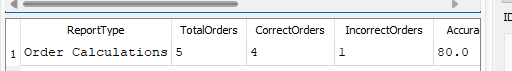 ID
ReportType TotalOrders CorrectOrders IncorrectOrders Accura
1 Order Calculations 5 4 1 80.0